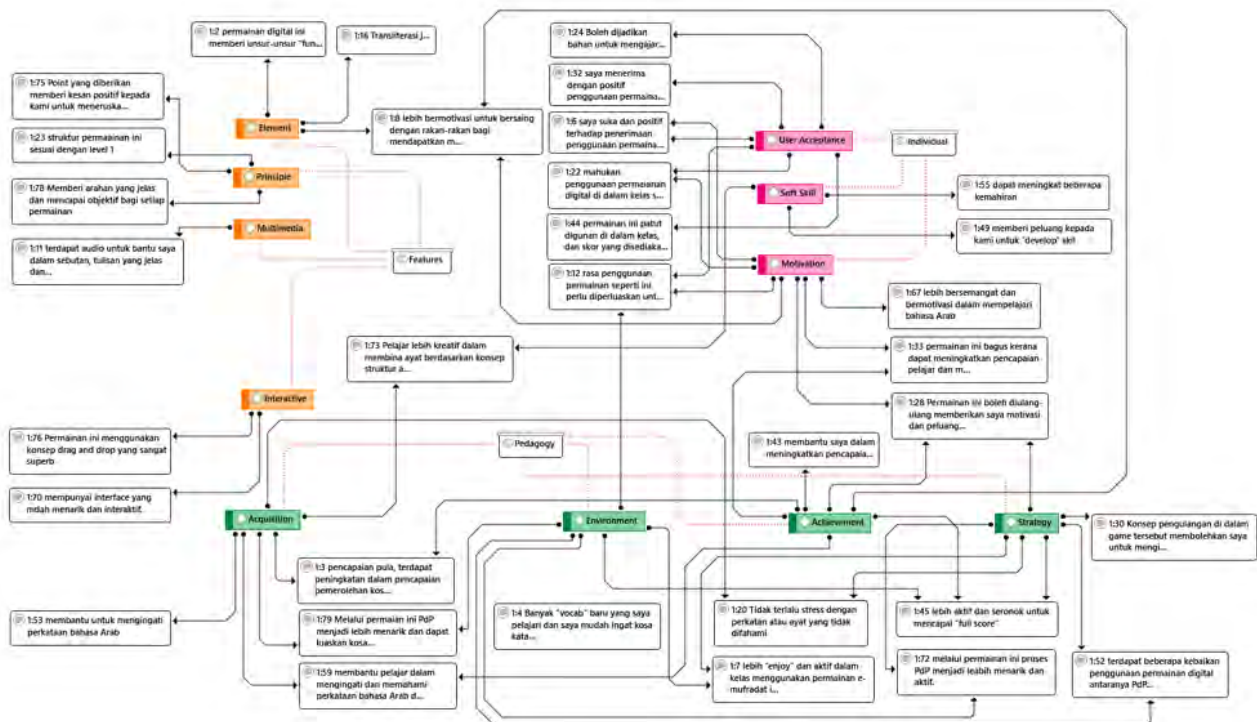 1:2 permainan digital ini
memberi unsur-unsur "fun...
1:16 Transliterasi j...
1:24 Boleh dijadikan
bahan untuk mengajar...
1:75 Point yang diberikan
memberi kesan positif kepada
kami untuk meneruska...
1:32 saya menerima
dengan positif
penggunaan permaina...
1:8 lebih bermotivasi untuk bersaing
dengan rakan-rakan bagi
mendapatkan m...
Element
1:6 saya suka dan positif
terhadap penerimaan
penggunaan permaina...
User Acceptance
Individual
1:23 struktur permaainan ini
sesuai dengan level 1
Principle
1:22 mahukan
penggunaan permaianan
digital di dalam kelas s...
Soft Skill
1:55 dapat meningkat beberapa
kemahiran
1:78 Memberi arahan yang jelas
dan mencapai objektif bagi setiap
permainan
Multimedia
1:44 permainan ini patut
digunan di dalam kelas,
dan skor yang disediaka...
1:49 memberi peluang kepada
kami untuk "develop" skil
1:11 terdapat audio untuk bantu saya
dalam sebutan, tulisan yang jelas
dan...
Features
1:12 rasa penggunaan
permainan seperti ini
perlu diperluaskan unt...
Motivation
1:67 lebih bersemangat dan
bermotivasi dalam mempelajari
bahasa Arab
1:73 Pelajar lebih kreatif dalam
membina ayat berdasarkan konsep
struktur a...
1:33 permainan ini bagus kerana
dapat meningkatkan pencapaian
pelajar dan m...
Interactive
1:28 Permainan ini boleh diulang-
ulang memberikan saya motivasi
dan peluang...
1:76 Permainan ini menggunakan
konsep drag and drop yang sangat
superb
Pedagogy
1:43 membantu saya dalam
meningkatkan pencapaia...
1:70 mempunyai interface yang
mdah menarik dan interaktif.
Acquisition
Environment
Achievement
Strategy
1:30 Konsep pengulangan di dalam
game tersebut membolehkan saya
untuk mengi...
1:3 pencapaian pula, terdapat
peningkatan dalam pencapaian
pemerolehan kos...
1:53 membantu untuk mengingati
perkataan bahasa Arab
1:79 Melalui permaian ini PdP
menjadi lebih menarik dan dapat
luaskan kosa...
1:4 Banyak "vocab" baru yang saya
pelajari dan saya mudah ingat kosa
kata...
1:20 Tidak terlalu stress dengan
perkatan atau ayat yang tidak
difahami
1:45 lebih aktif dan seronok untuk
mencapai "full score"
1:59 membantu pelajar dalam
mengingati dan memahami
perkataan bahasa Arab d...
1:7 lebih "enjoy" dan aktif dalam
kelas menggunakan permainan e-
mufradat i...
1:72 melalui permainan ini proses
PdP menjadi leabih menarik dan
aktif.
1:52 terdapat beberapa kebaikan
penggunaan permainan digital
antaranya PdP...